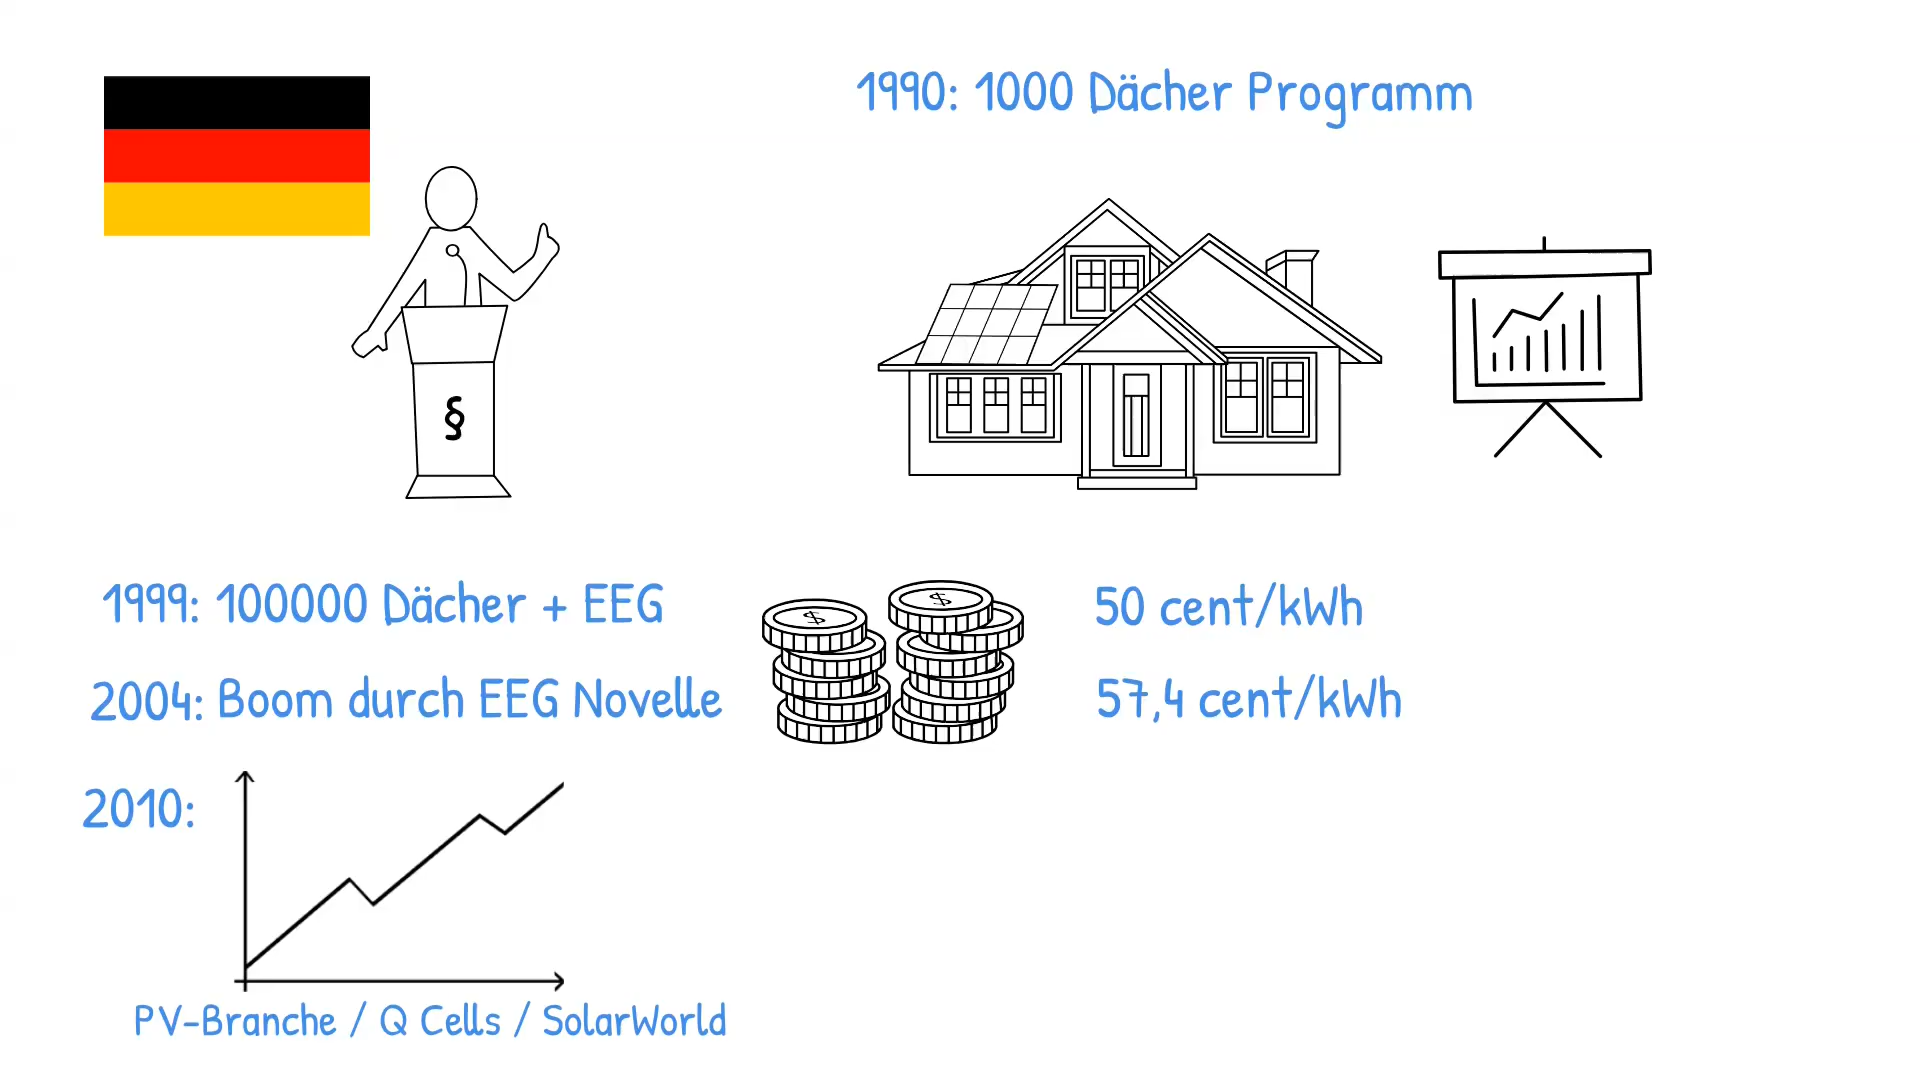 1990: 1000 Dächer Programm
§
1999: 100000 Dächer + EEG
$ $
50 cent/kWh
2004: Boom durch EEG Novelle
57,4 cent/kWh
2010:
PV-Branche / Q Cells / SolarWorld